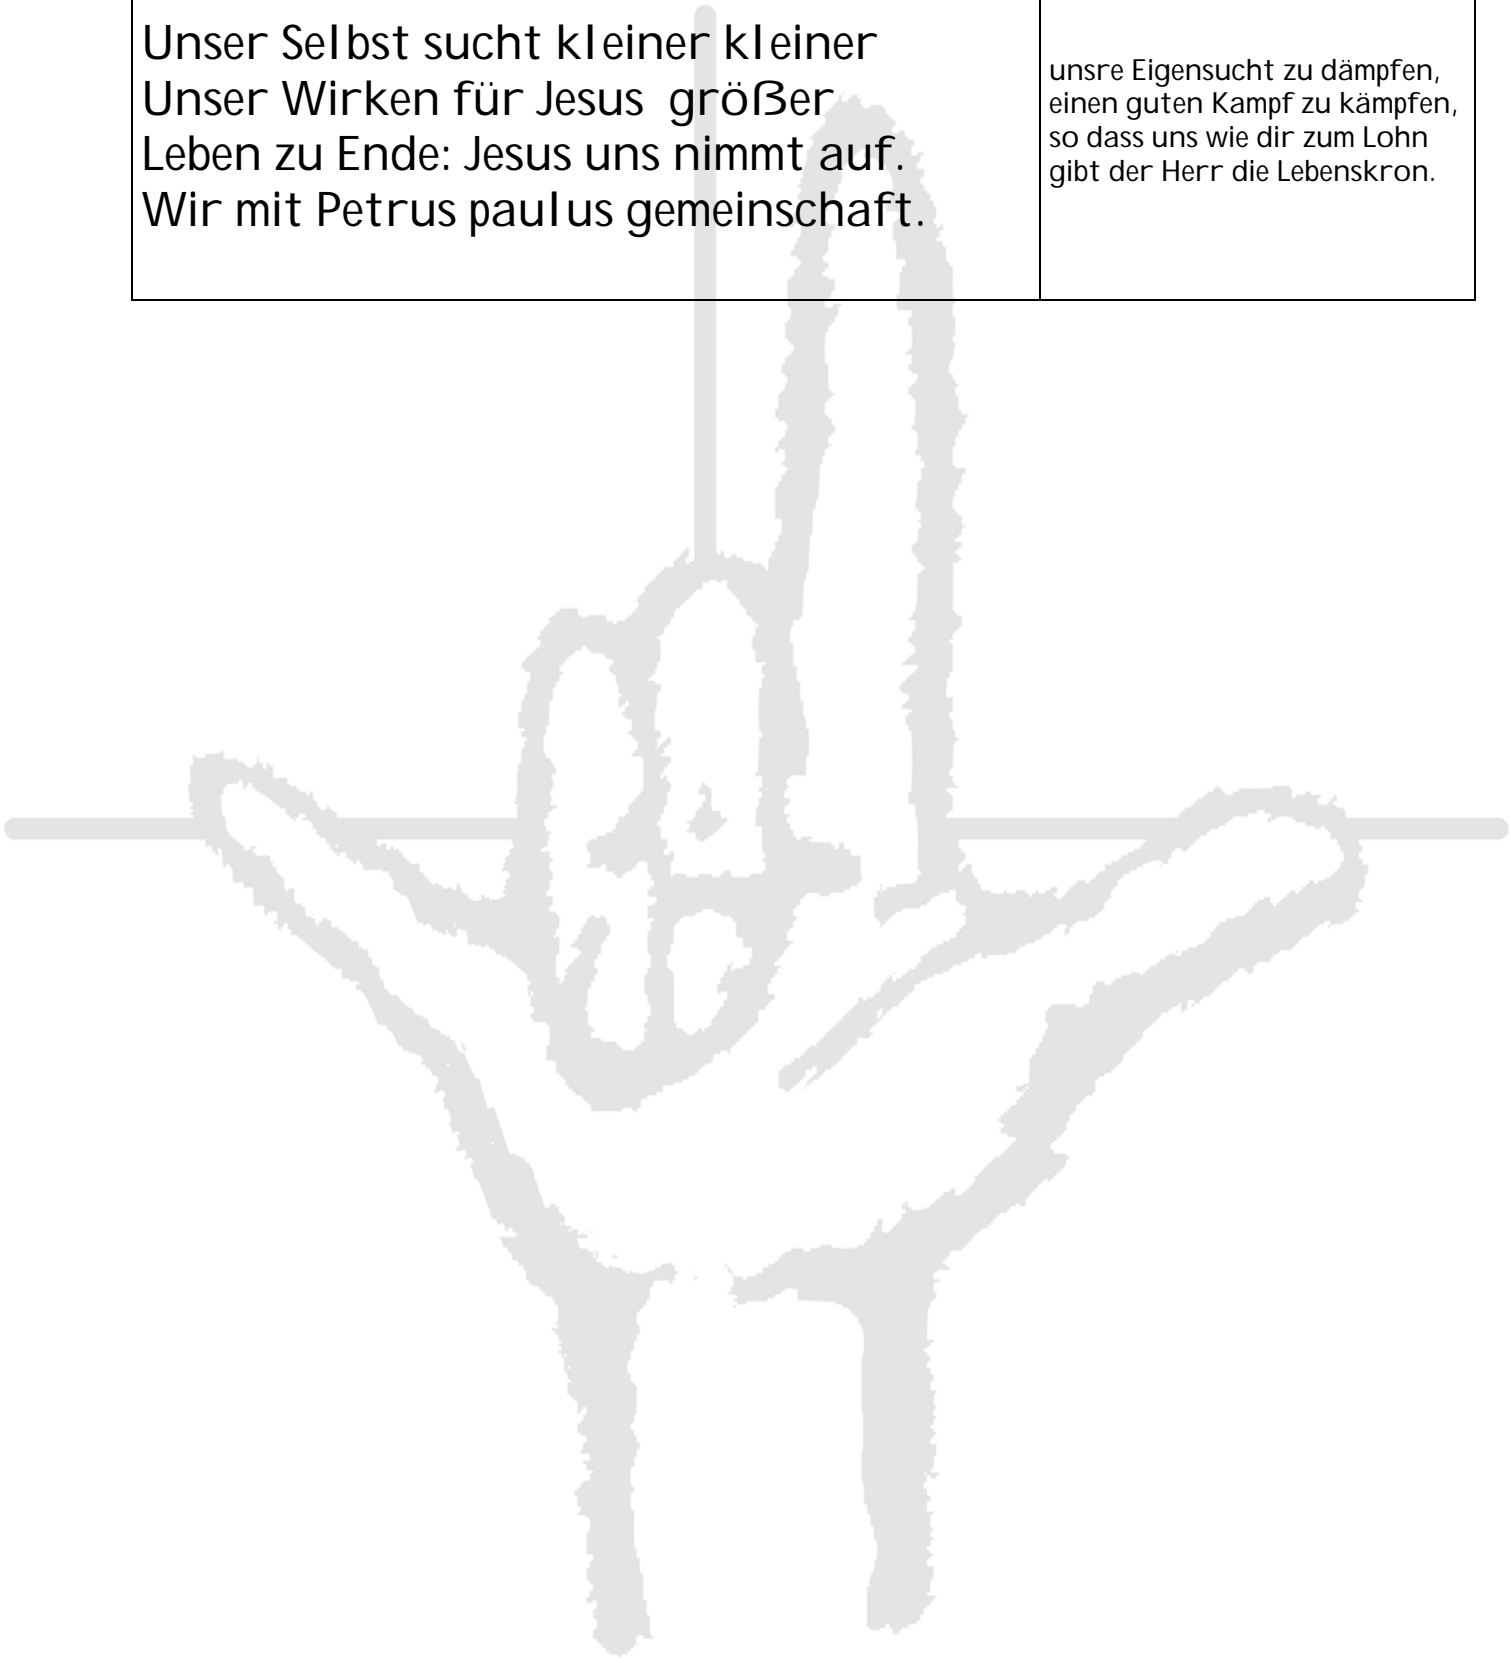 Unser Selbst sucht kleiner kleiner
Unser Wirken für Jesus größer
Leben zu Ende: Jesus uns nimmt auf.
Wir mit Petrus paulus gemeinschaft.
unsre Eigensucht zu dämpfen,
einen guten Kampf zu kämpfen,
so dass uns wie dir zum Lohn
gibt der Herr die Lebenskron.